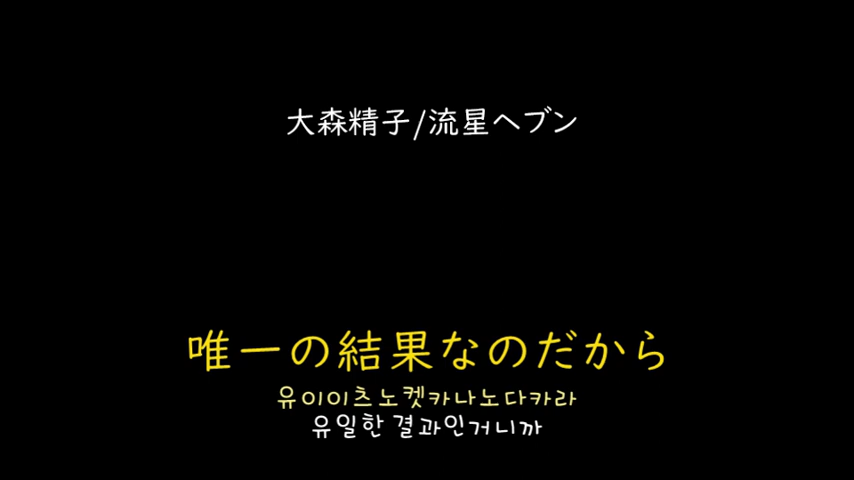 大森精子/流星ヘブン
唯一の結果なのだから
유이이츠노켓카나노다카라
유일한 결과인거니까